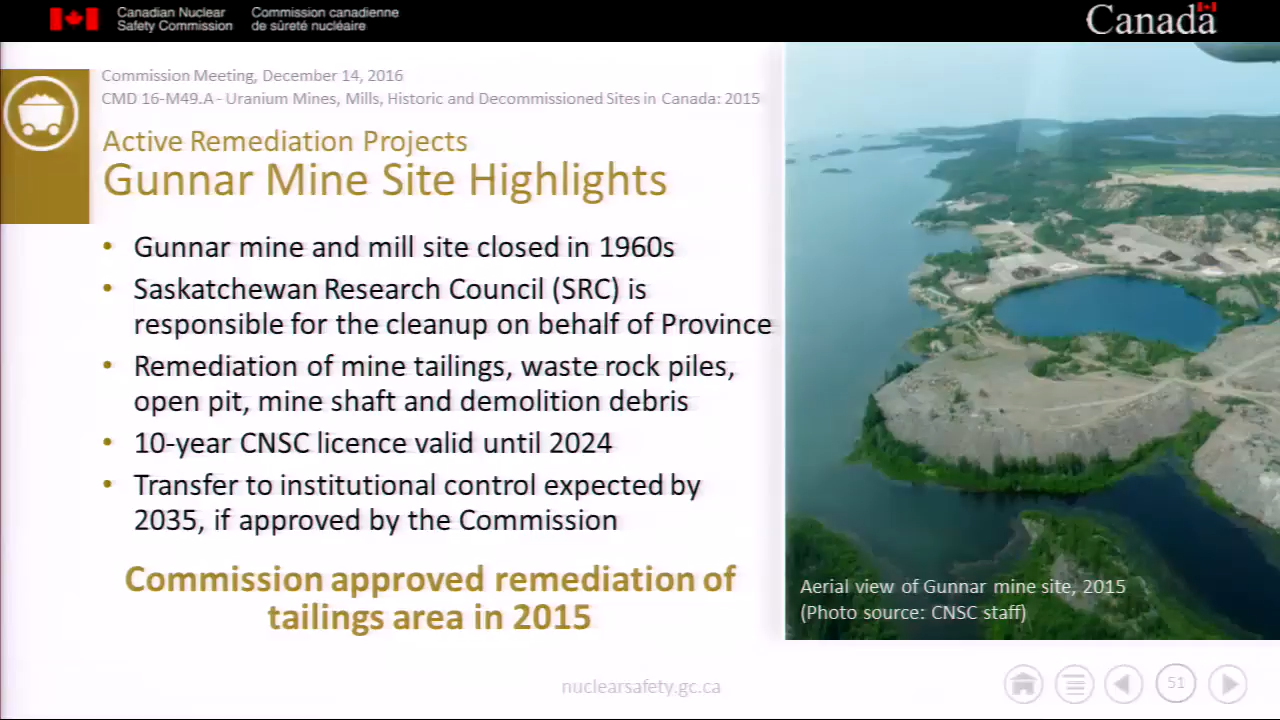 Canadian Nuclear Safety Commission
Commission canadienne de sûreté nucléaire
Canada
Commission Meeting, December 14, 2016
CMD 16-M49.A - Uranium Mines, Mills, Historic and Decommissioned Sites in Canada: 2015
Active Remediation Projects
Gunnar Mine Site Highlights
• Gunnar mine and mill site closed in 1960s
• Saskatchewan Research Council (SRC) is
responsible for the cleanup on behalf of Province
• Remediation of mine tailings, waste rock piles,
open pit, mine shaft and demolition debris
• 10-year CNSC licence valid until 2024
• Transfer to institutional control expected by
2035, if approved by the Commission
Commission approved remediation of
tailings area in 2015
Aerial view of Gunnar mine site, 2015
(Photo source: CNSC staff)
nuclearsafety.gc.ca
51